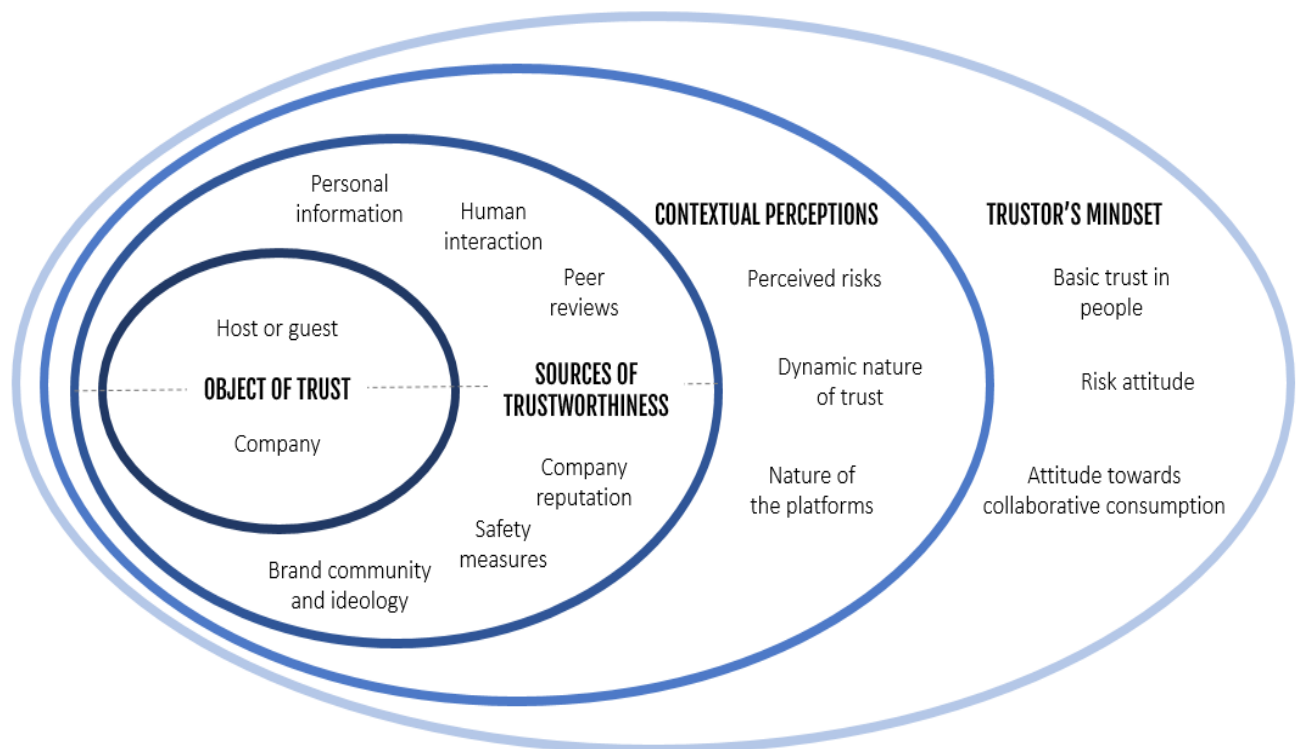 Personal
information
Human
interaction
Peer
reviews
Host or guest
OBJECT OF TRUST
Company
SOURCES OF
TRUSTWORTHINESS
Company
reputation
Safety
measures
Brand community
and ideology
CONTEXTUAL PERCEPTIONS
Perceived risks
Dynamic nature
of trust
Nature of
the platforms
TRUSTOR’S MINDSET
Basic trust in
people
Risk attitude
Attitude towards
collaborative consumption